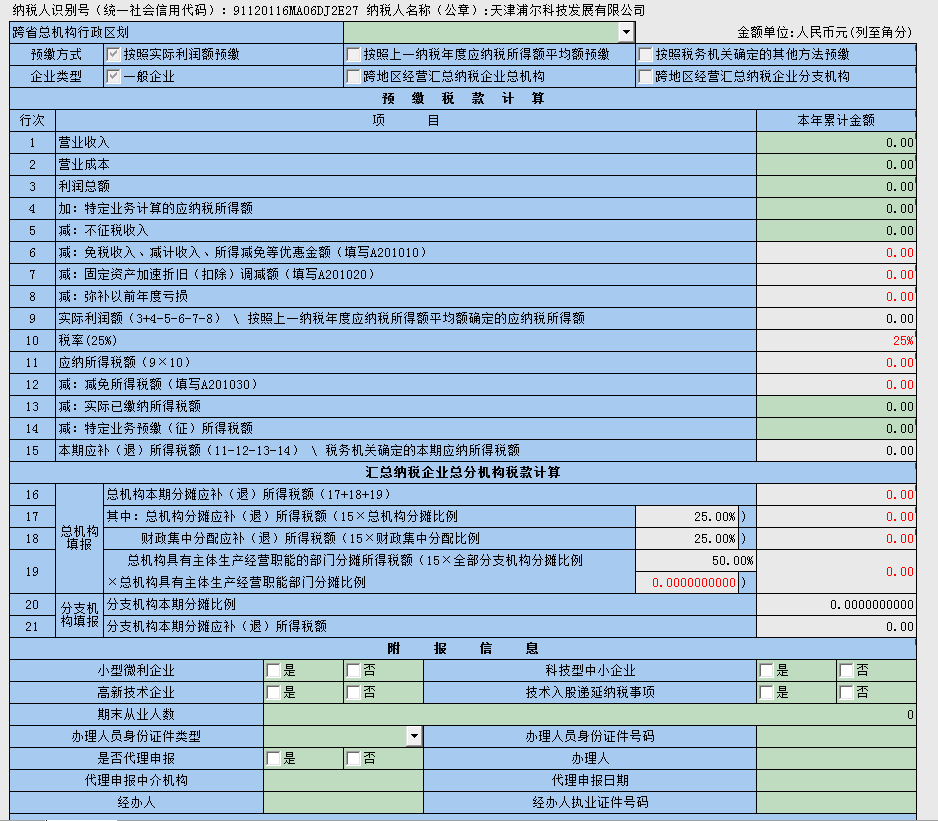 纳税人识别号（统一社会信用代码）：91120116MA06DJ2E27 纳税人名称（公章）:天津浦尔科技发展有限公司
跨省总机构行政区划 金额单位:人民币元(列至角分)
预缴方式 按照实际利润额预缴 按照上一纳税年度应纳税所得额平均额预缴 按照税务机关确定的其他方法预缴
企业类型 一般企业 跨地区经营汇总纳税企业总机构 跨地区经营汇总纳税企业分支机构
预 缴 税 款 计 算
行次 项 目 本年累计金额
1 营业收入 0.00
2 营业成本 0.00
3 利润总额 0.00
4 加：特定业务计算的应纳税所得额 0.00
5 减：不征税收入 0.00
6 减：免税收入、减计收入、所得减免等优惠金额（填写A201010） 0.00
7 减：固定资产加速折旧（扣除）调减额（填写A201020） 0.00
8 减：弥补以前年度亏损 0.00
9 实际利润额（3+4-5-6-7-8） \ 按照上一纳税年度应纳税所得额平均额确定的应纳税所得额 0.00
10 税率(25%) 25%
11 应纳所得税额（9×10） 0.00
12 减：减免所得税额（填写A201030） 0.00
13 减：实际已缴纳所得税额 0.00
14 减：特定业务预缴（征）所得税额 0.00
15 本期应补（退）所得税额（11-12-13-14） \ 税务机关确定的本期应纳所得税额 0.00
汇总纳税企业总分机构税款计算
16 总机构本期分摊应补（退）所得税额（17+18+19） 0.00
17 其中：总机构分摊应补（退）所得税额（15×总机构分摊比例 25.00% ） 0.00
总机构填报
18 财政集中分配应补（退）所得税额（15×财政集中分配比例 25.00% ） 0.00
19 总机构具有主体生产经营职能的部门分摊所得税额（15×全部分支机构分摊比例 50.00%
×总机构具有主体生产经营职能部门分摊比例 0.0000000000 ） 0.00
20 分支机构填报 分支机构本期分摊比例 0.0000000000
21 分支机构本期分摊应补（退）所得税额 0.00
附 报 信 息
小型微利企业 是 否 科技型中小企业 是 否
高新技术企业 是 否 技术入股递延纳税事项 是 否
期末从业人数 0
办理人员身份证件类型 办理人员身份证件号码
是否代理申报 是 否 办理人
代理申报中介机构 代理申报日期
经办人 经办人执业证件号码